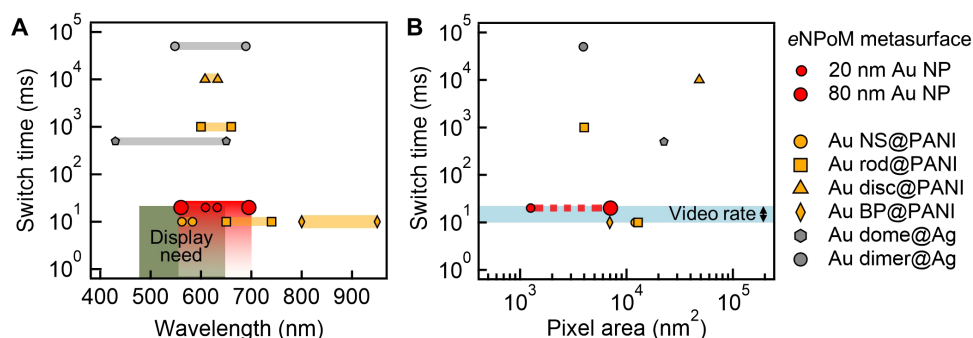 A
Switch time (ms)
10^5
10^4
10^3
10^2
10^1
10^0
Display
need
400 500 600 700 800 900
Wavelength (nm)
B
Switch time (ms)
10^5
10^4
10^3
10^2
10^1
10^0
Video rate
10^3 10^4 10^5
Pixel area (nm^2)
eNPoM metasurface
20 nm Au NP
80 nm Au NP
Au NS@PANI
Au rod@PANI
Au disc@PANI
Au BP@PANI
Au dome@Ag
Au dimer@Ag